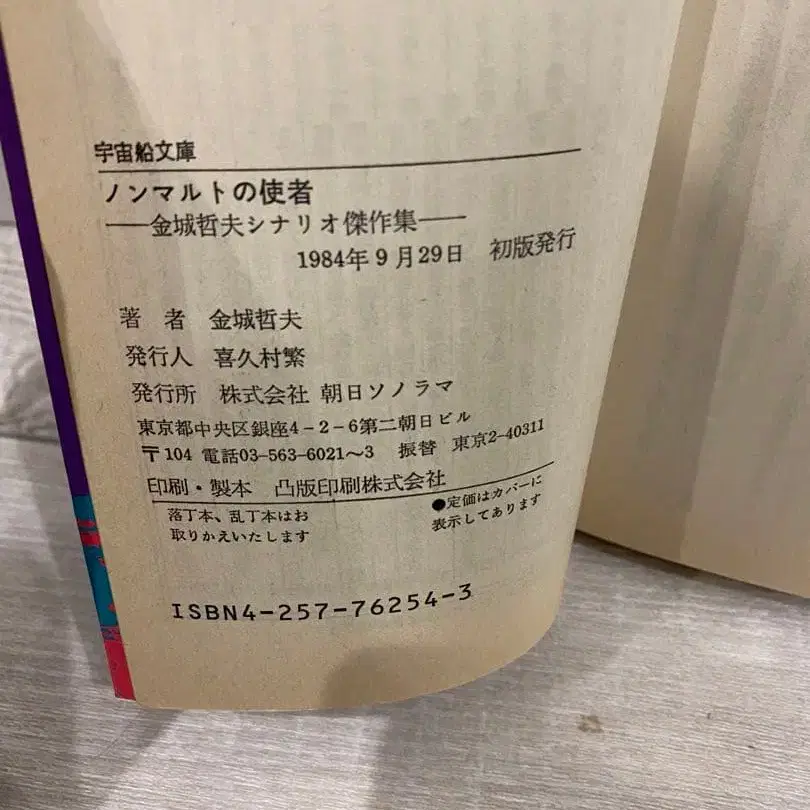 宇宙船文庫
ノンマルトの使者
――金城哲夫シナリオ傑作集――
1984年9月29日 初版発行
著 者 金城哲夫
発行人 喜久村繁
発行所 株式会社 朝日ソノラマ
東京都中央区銀座4-2-6第二朝日ビル
〒104 電話03-563-6021〜3 振替 東京2-40311
印刷・製本 凸版印刷株式会社
落丁本、乱丁本はお
取りかえいたします
●定価はカバーに
表示してあります
ISBN4-257-76254-3